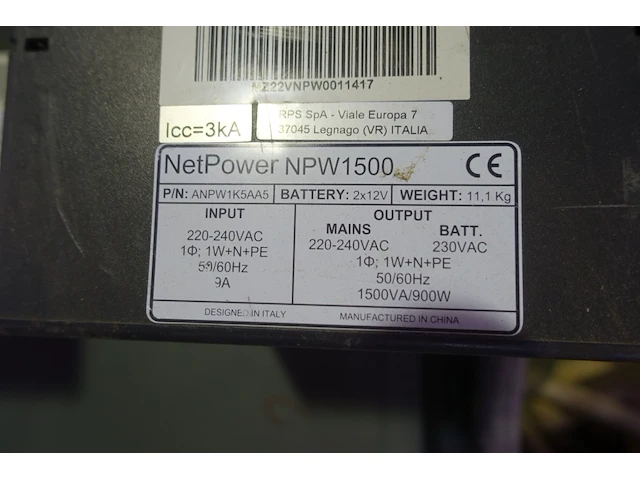 MZ22VNPW0011417
Icc=3kA
RPS SpA - Viale Europa 7
37045 Legnago (VR) ITALIA
NetPower NPW1500 CE
P/N: ANPW1K5AA5 BATTERY: 2x12V WEIGHT: 11,1 Kg
INPUT
220-240VAC
1Φ; 1W+N+PE
50/60Hz
9A
OUTPUT
MAINS BATT.
220-240VAC 230VAC
1Φ; 1W+N+PE
50/60Hz
1500VA/900W
DESIGNED IN ITALY MANUFACTURED IN CHINA